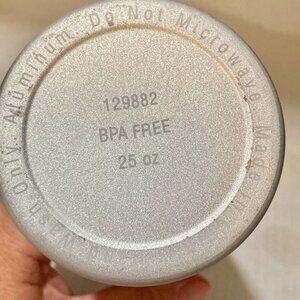 Wash Only. Aluminum. Do Not Microwave. Made
129882
BPA FREE
25 oz